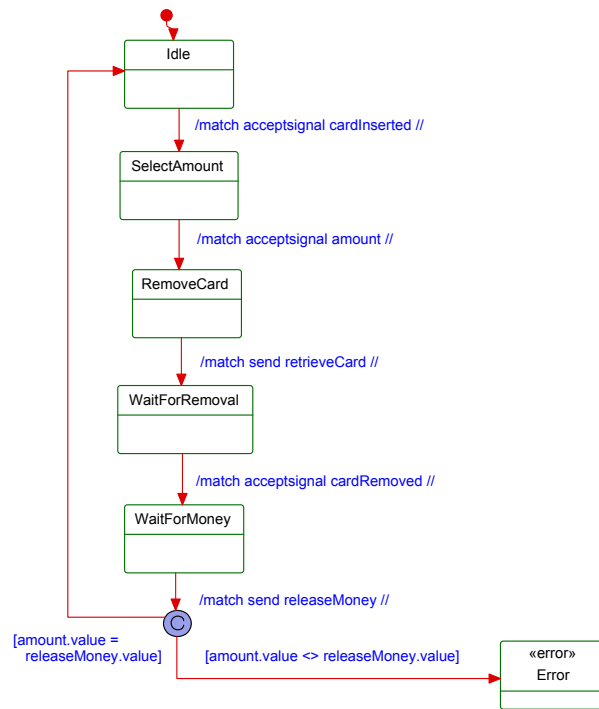 Idle
/match acceptsignal cardInserted //
SelectAmount
/match acceptsignal amount //
RemoveCard
/match send retrieveCard //
WaitForRemoval
/match acceptsignal cardRemoved //
WaitForMoney
/match send releaseMoney //
C
[amount.value =
releaseMoney.value]
[amount.value <> releaseMoney.value]
«error»
Error